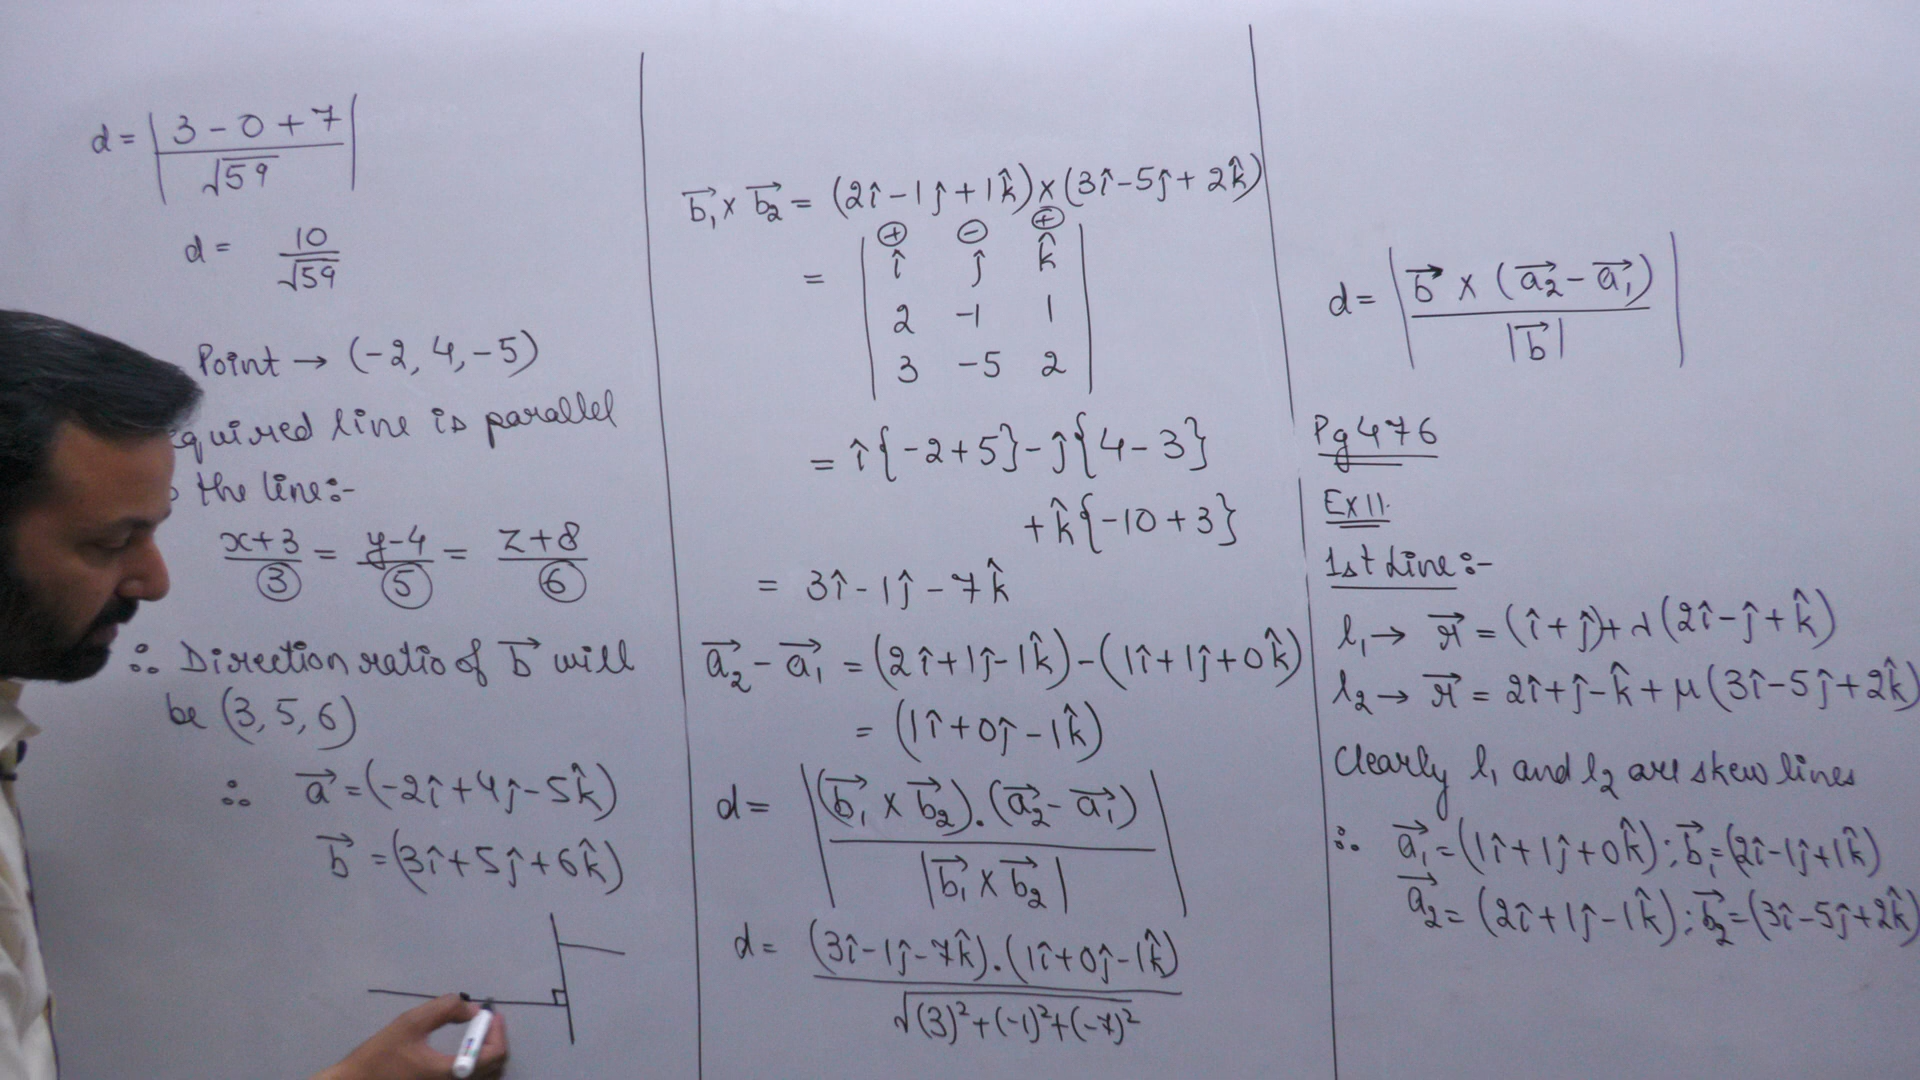 d = | 3 - 0 + 7 / √59 |
d = 10 / √59
Point → (-2, 4, -5)
quired line is parallel
the line:-
x+3 / 3 = y-4 / 5 = z+8 / 6
∴ Direction ratio of b⃗ will
be (3, 5, 6)
∴ a⃗ = (-2î+4ĵ-5k̂)
b⃗ = (3î+5ĵ+6k̂)
b⃗₁ × b⃗₂ = (2î-1ĵ+1k̂)×(3î-5ĵ+2k̂)
⊕ ⊖ ⊕
= | î ĵ k̂ |
| 2 -1 1 |
| 3 -5 2 |
= î{-2+5}-ĵ{4-3}
+k̂{-10+3}
= 3î-1ĵ-7k̂
a⃗₂ - a⃗₁ = (2î+1ĵ-1k̂)-(1î+1ĵ+0k̂)
= (1î+0ĵ-1k̂)
d = | (b⃗₁ × b⃗₂).(a⃗₂ - a⃗₁) / |b⃗₁ × b⃗₂| |
d = (3î-1ĵ-7k̂).(1î+0ĵ-1k̂) / √(3)²+(-1)²+(-7)²
d = | b⃗ × (a⃗₂ - a⃗₁) / |b⃗| |
Pg 476
Ex 11.
1st Line:-
l₁→ r⃗ = (î+ĵ)+λ(2î-ĵ+k̂)
l₂→ r⃗ = 2î+ĵ-k̂+μ(3î-5ĵ+2k̂)
Clearly l₁ and l₂ are skew lines
∴ a⃗₁=(1î+1ĵ+0k̂); b⃗₁=(2î-1ĵ+1k̂)
a⃗₂= (2î+1ĵ-1k̂); b⃗₂=(3î-5ĵ+2k̂)